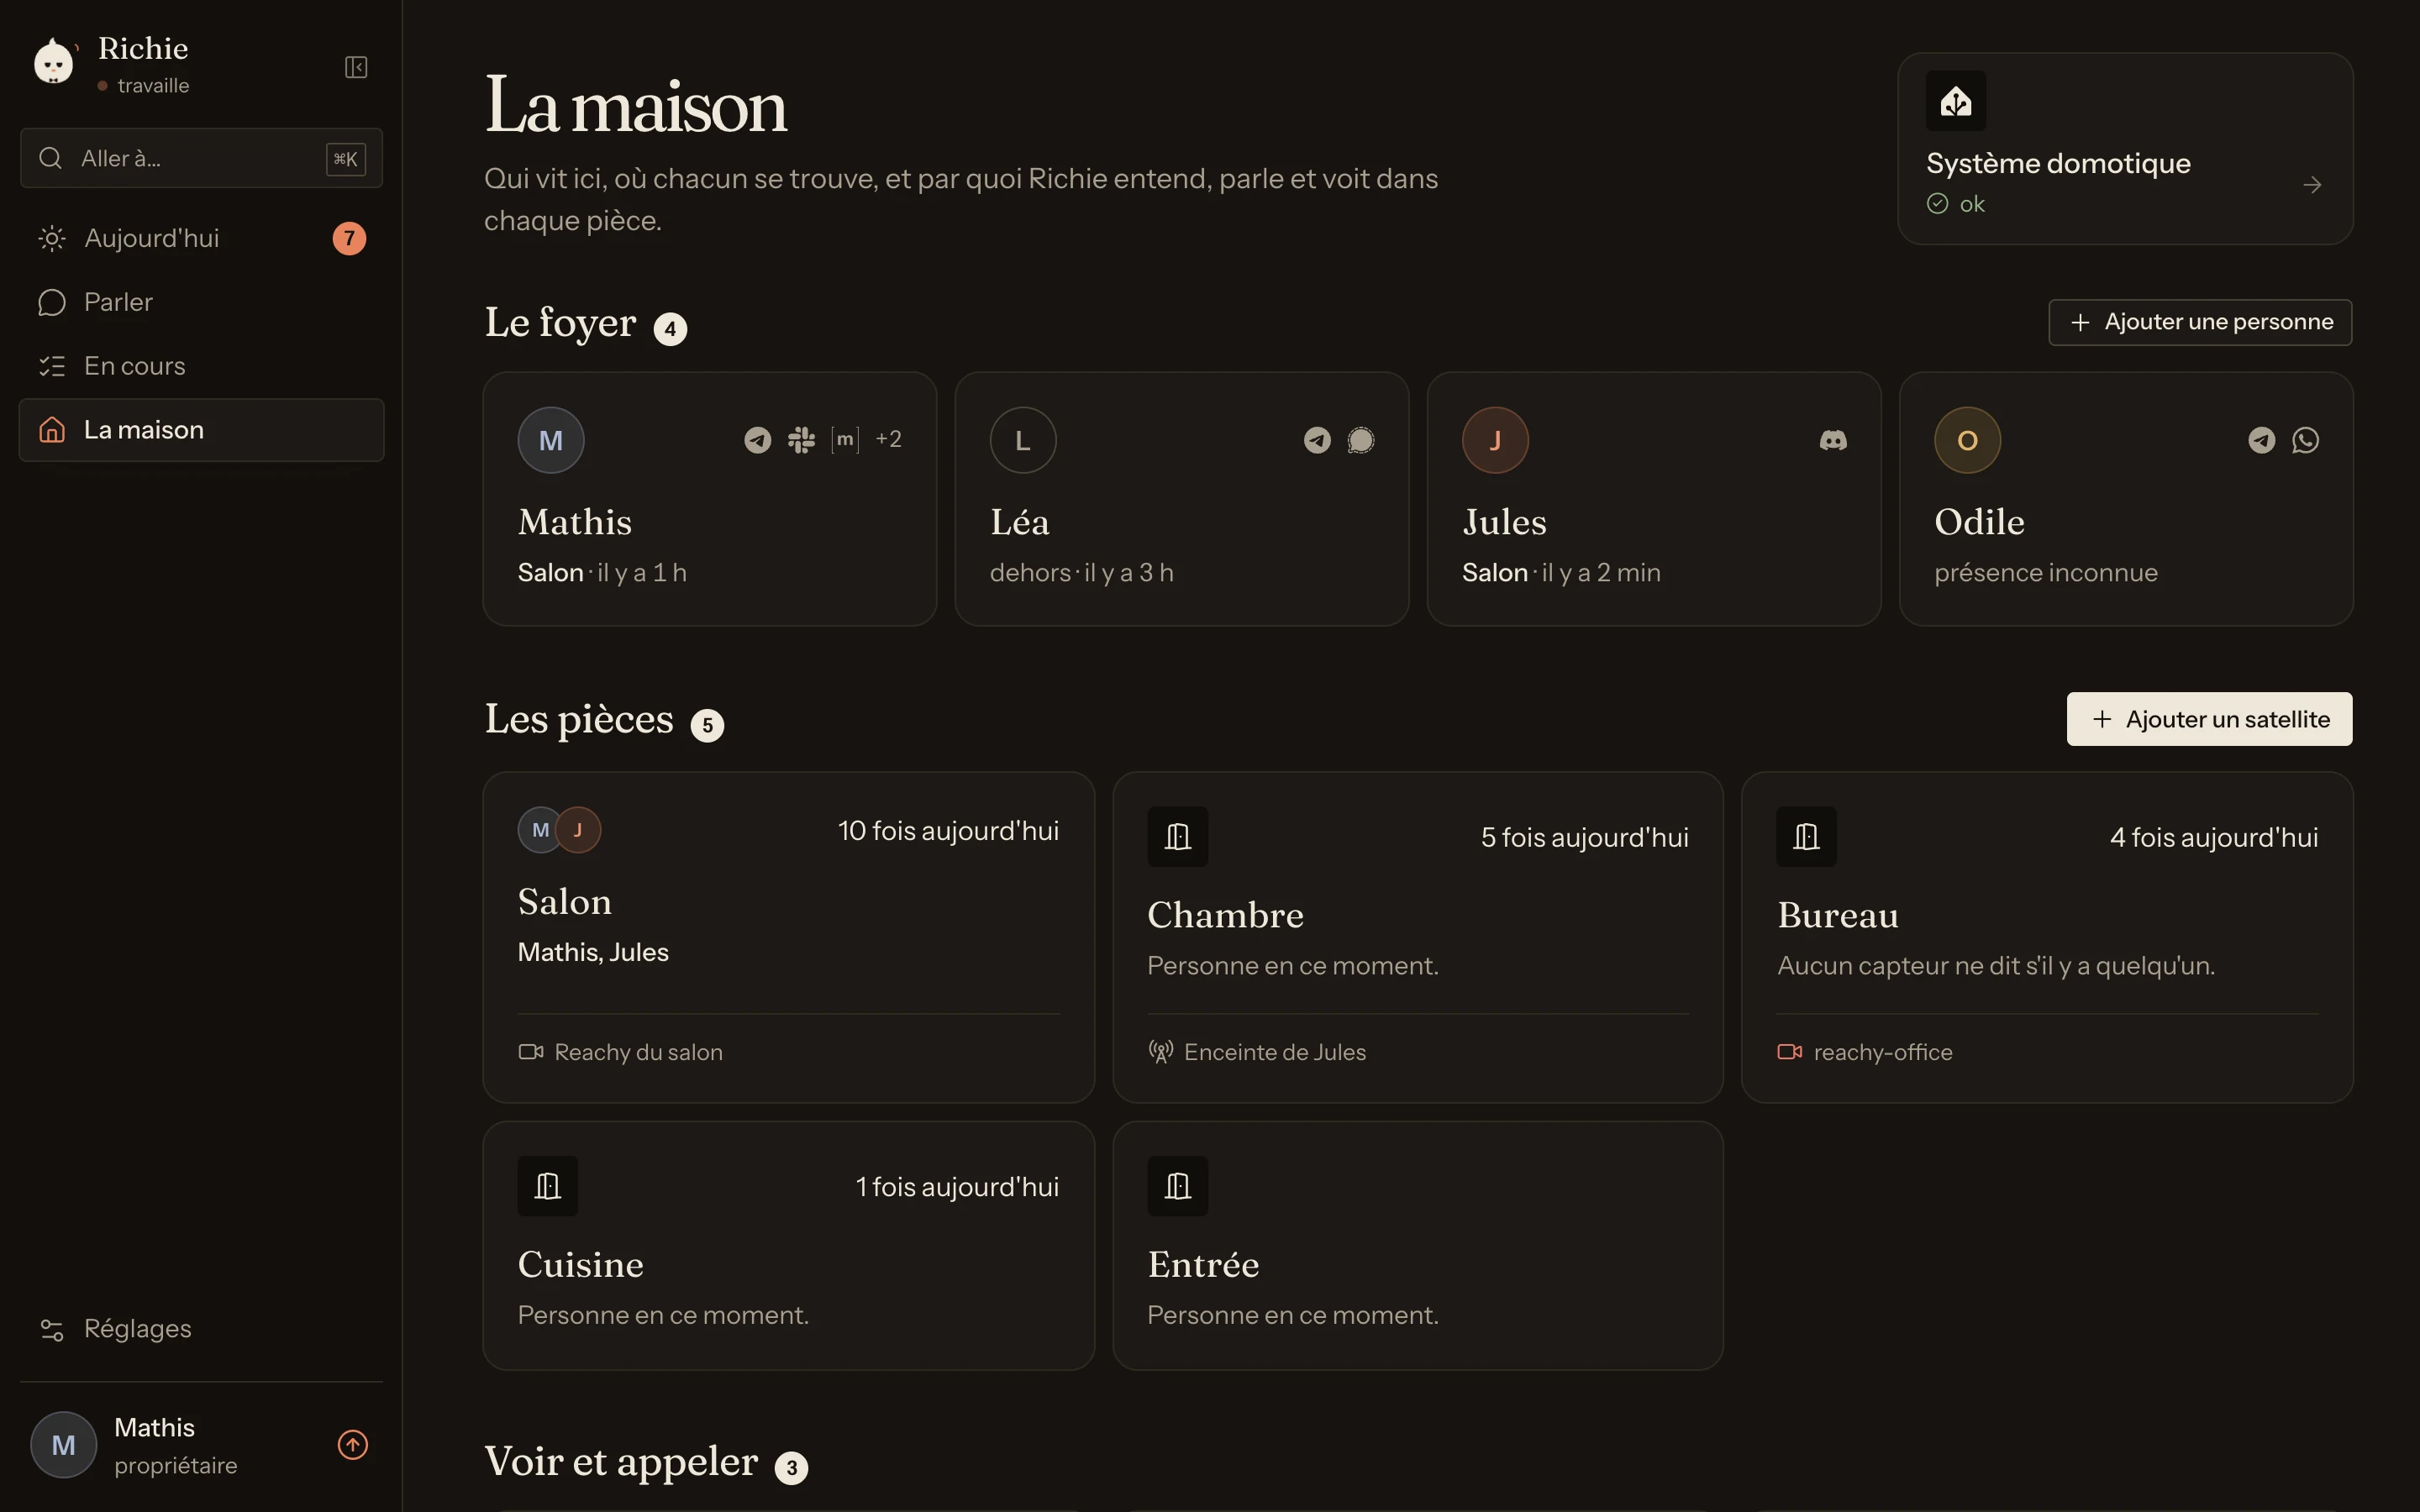 Richie
travaille
Aller à...
⌘K
Aujourd'hui
7
Parler
En cours
La maison
Réglages
M
Mathis
propriétaire
La maison
Qui vit ici, où chacun se trouve, et par quoi Richie entend, parle et voit dans
chaque pièce.
Système domotique
ok
Le foyer 4
+ Ajouter une personne
M
[m] +2
Mathis
Salon · il y a 1 h
L
Léa
dehors · il y a 3 h
J
Jules
Salon · il y a 2 min
O
Odile
présence inconnue
Les pièces 5
+ Ajouter un satellite
M J
10 fois aujourd'hui
Salon
Mathis, Jules
Reachy du salon
5 fois aujourd'hui
Chambre
Personne en ce moment.
Enceinte de Jules
4 fois aujourd'hui
Bureau
Aucun capteur ne dit s'il y a quelqu'un.
reachy-office
1 fois aujourd'hui
Cuisine
Personne en ce moment.
Entrée
Personne en ce moment.
Voir et appeler 3